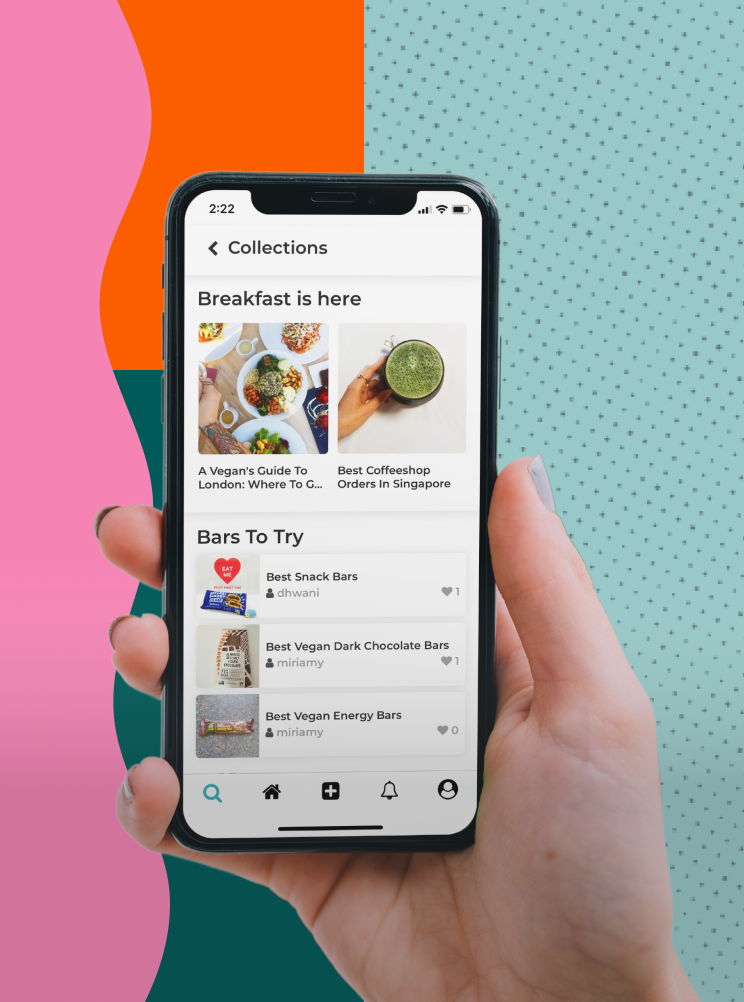 2:22
Collections
Breakfast is here
A Vegan's Guide To
London: Where To G...
Best Coffeeshop
Orders In Singapore
Bars To Try
EAT
ME
Best Snack Bars
dhwani
1
Best Vegan Dark Chocolate Bars
miriamy
1
Best Vegan Energy Bars
miriamy
0